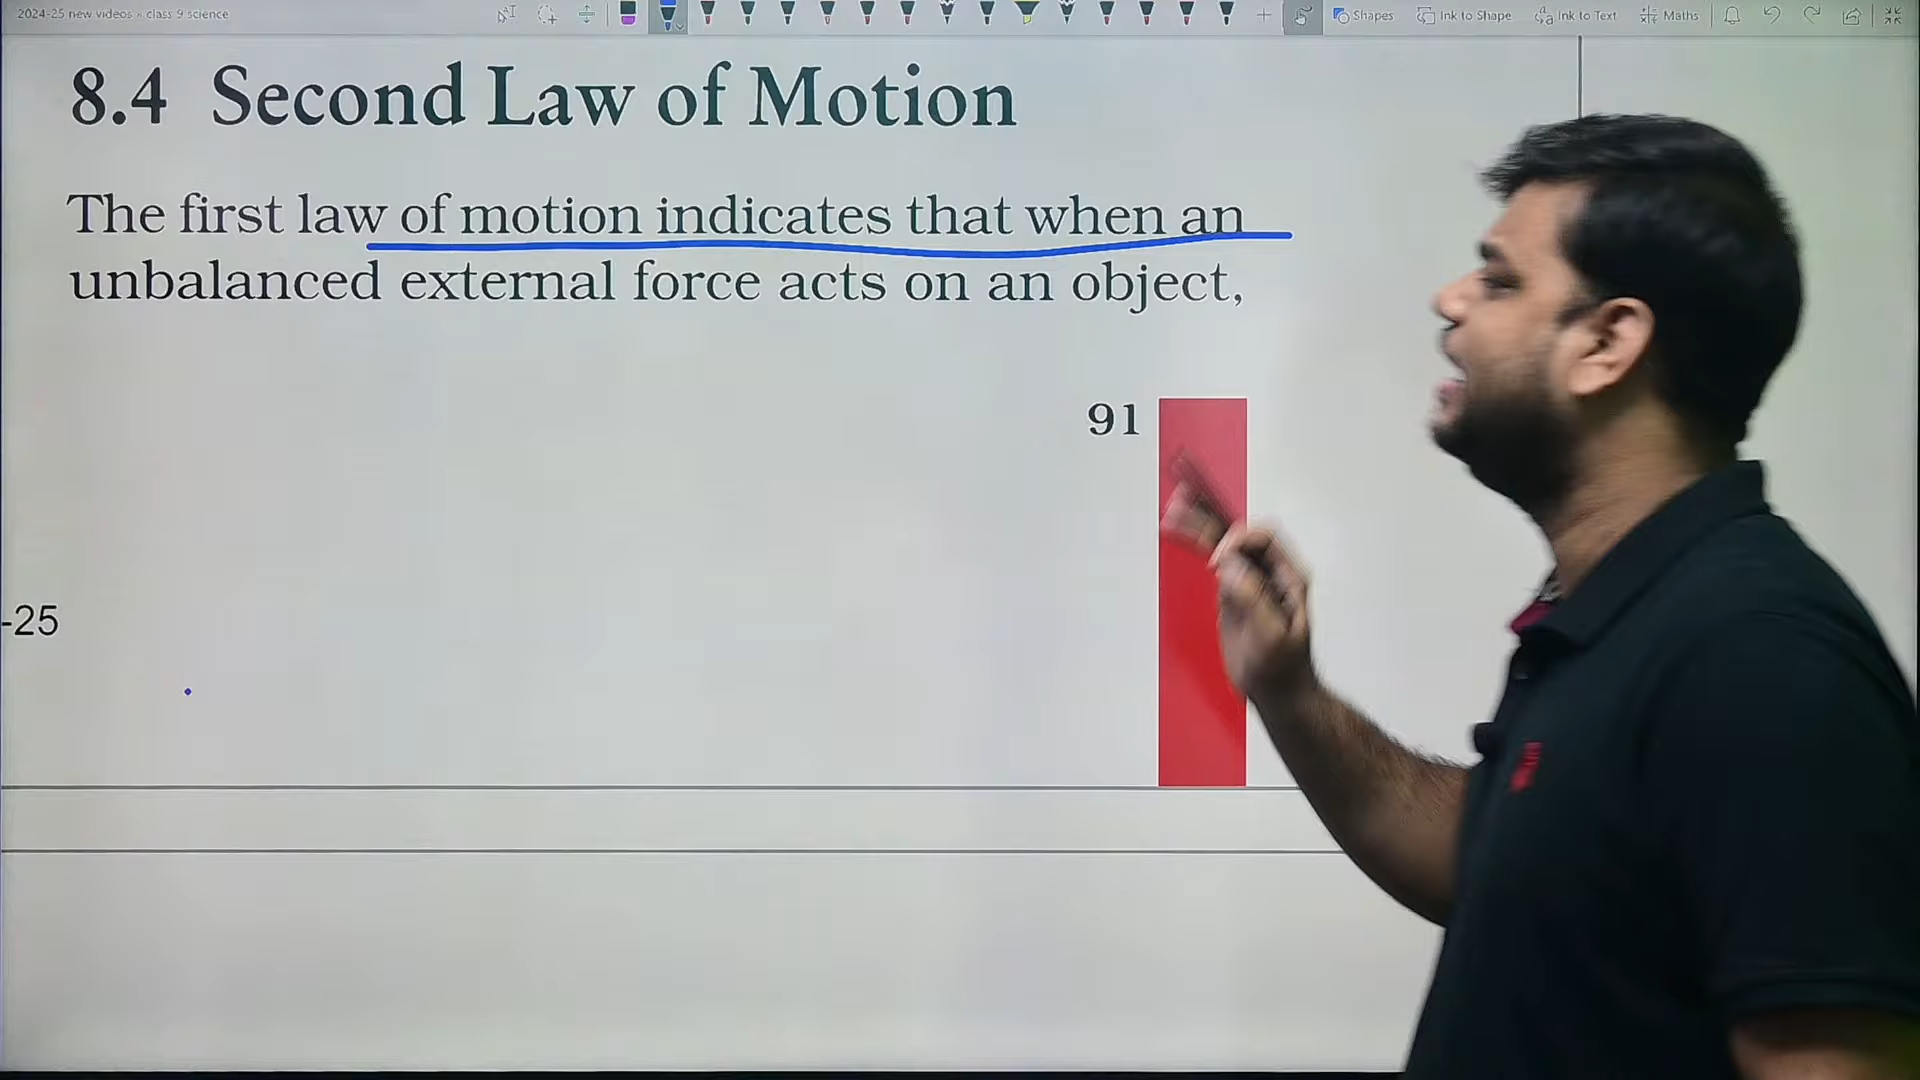 2024-25 new videos » class 9 science
Shapes
Ink to Shape
Ink to Text
Maths
8.4 Second Law of Motion
The first law of motion indicates that when an
unbalanced external force acts on an object,
91
-25